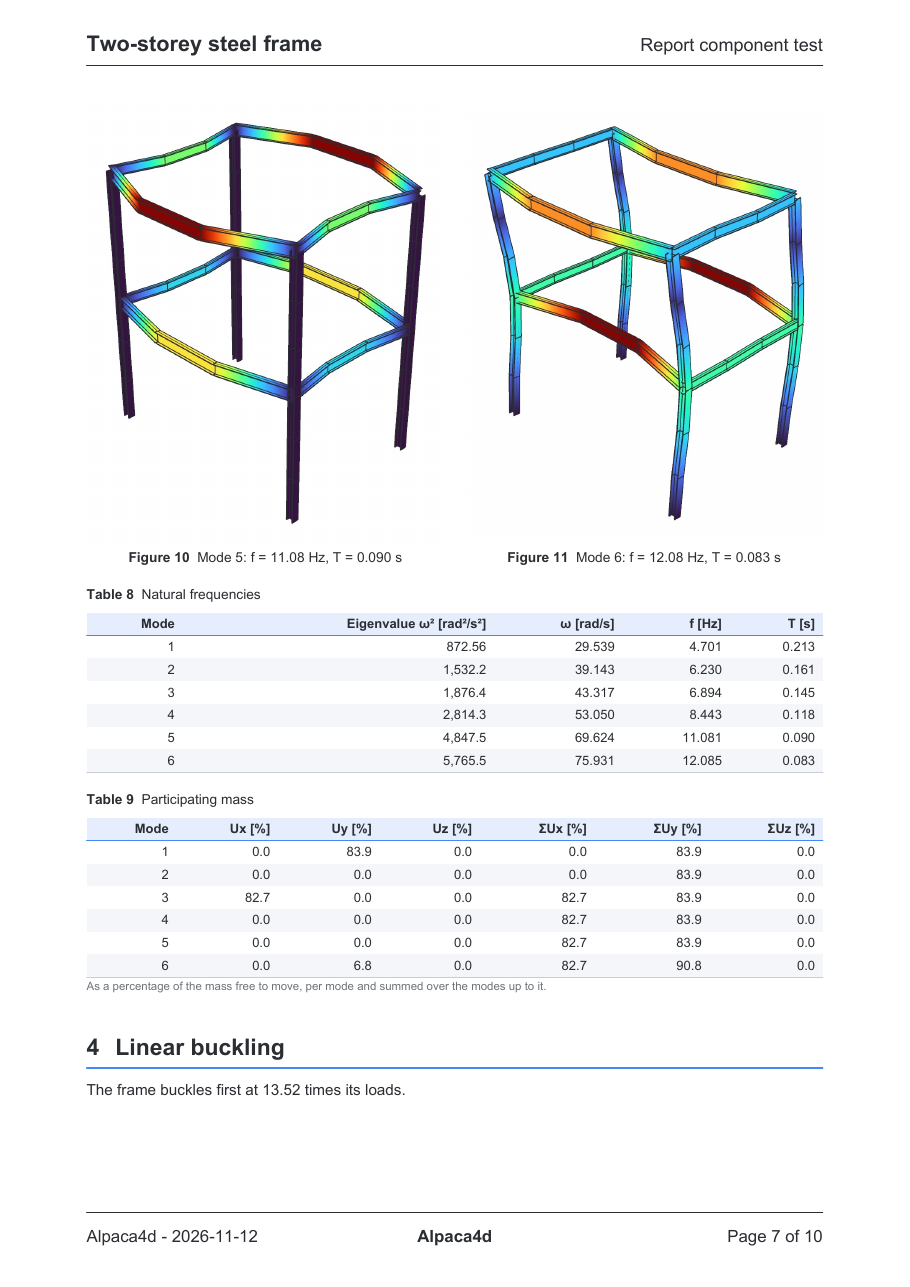 Two-storey steel frame Report component test
Figure 10 Mode 5: f = 11.08 Hz, T = 0.090 s
Figure 11 Mode 6: f = 12.08 Hz, T = 0.083 s
Table 8 Natural frequencies
Mode Eigenvalue ω² [rad²/s²] ω [rad/s] f [Hz] T [s]
1 872.56 29.539 4.701 0.213
2 1,532.2 39.143 6.230 0.161
3 1,876.4 43.317 6.894 0.145
4 2,814.3 53.050 8.443 0.118
5 4,847.5 69.624 11.081 0.090
6 5,765.5 75.931 12.085 0.083
Table 9 Participating mass
Mode Ux [%] Uy [%] Uz [%] ΣUx [%] ΣUy [%] ΣUz [%]
1 0.0 83.9 0.0 0.0 83.9 0.0
2 0.0 0.0 0.0 0.0 83.9 0.0
3 82.7 0.0 0.0 82.7 83.9 0.0
4 0.0 0.0 0.0 82.7 83.9 0.0
5 0.0 0.0 0.0 82.7 83.9 0.0
6 0.0 6.8 0.0 82.7 90.8 0.0
As a percentage of the mass free to move, per mode and summed over the modes up to it.
4 Linear buckling
The frame buckles first at 13.52 times its loads.
Alpaca4d - 2026-11-12 Alpaca4d Page 7 of 10